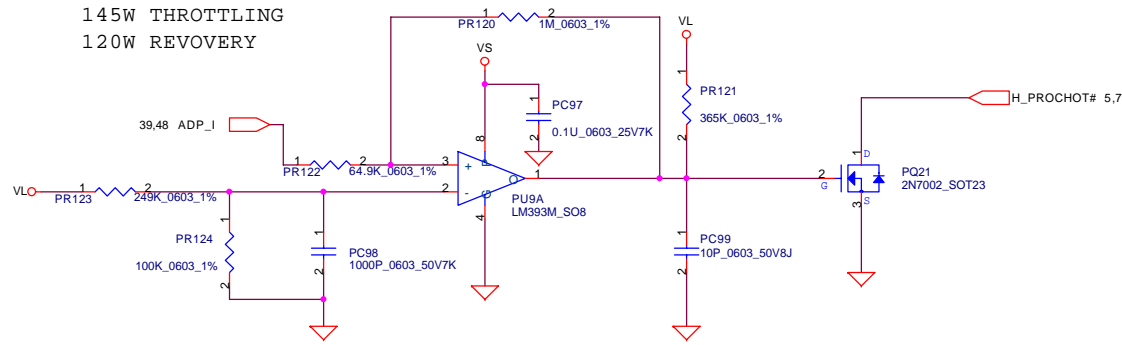 145W THROTTLING
120W REVOVERY
1 PR120 2 1M_0603_1%
VS
VL
1 PC97 2 0.1U_0603_25V7K
1 PR121 2 365K_0603_1%
H_PROCHOT# 5,7
39,48 ADP_I
1 PR122 2 64.9K_0603_1%
8
3 + P
2 - G
O 1
4
PU9A
LM393M_SO8
1 D
2 G
3 S
PQ21
2N7002_SOT23
VL 1 PR123 2 249K_0603_1%
1 PR124 2 100K_0603_1%
1 PC98 2 1000P_0603_50V7K
1 PC99 2 10P_0603_50V8J